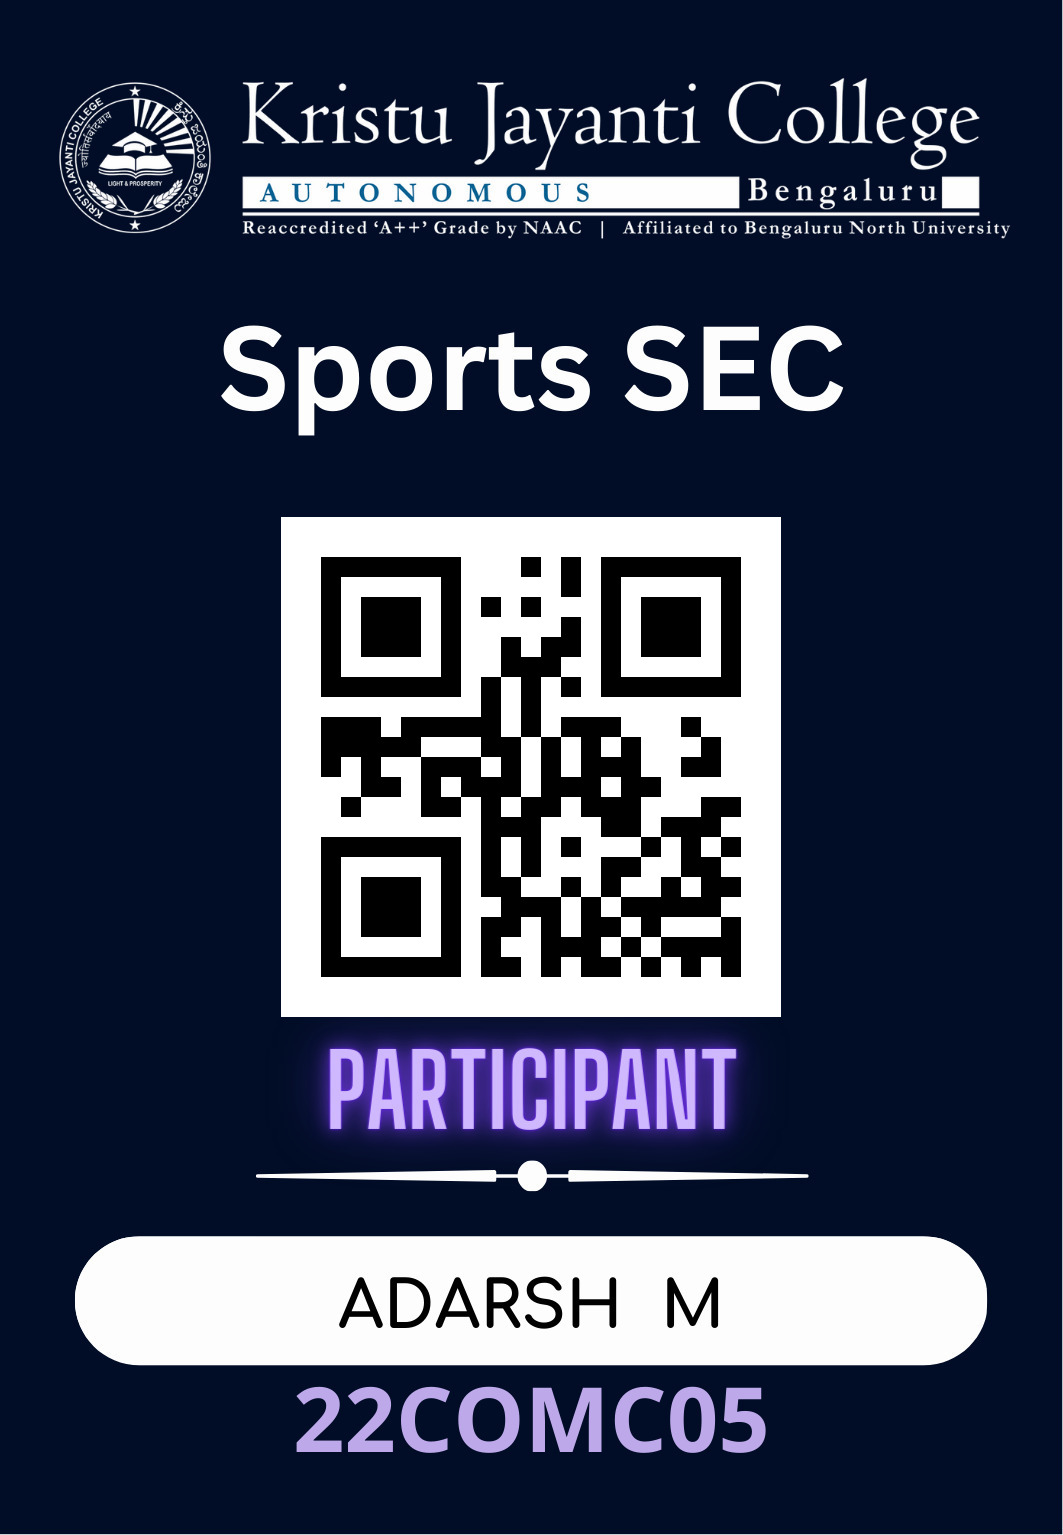 KRISTU JAYANTI COLLEGE
ಕ್ರಿಸ್ತು ಜಯಂತಿ ಕಾಲೇಜು
LIGHT & PROSPERITY
Kristu Jayanti College
AUTONOMOUS Bengaluru
Reaccredited ‘A++’ Grade by NAAC | Affiliated to Bengaluru North University
Sports SEC
PARTICIPANT
ADARSH M
22COMC05